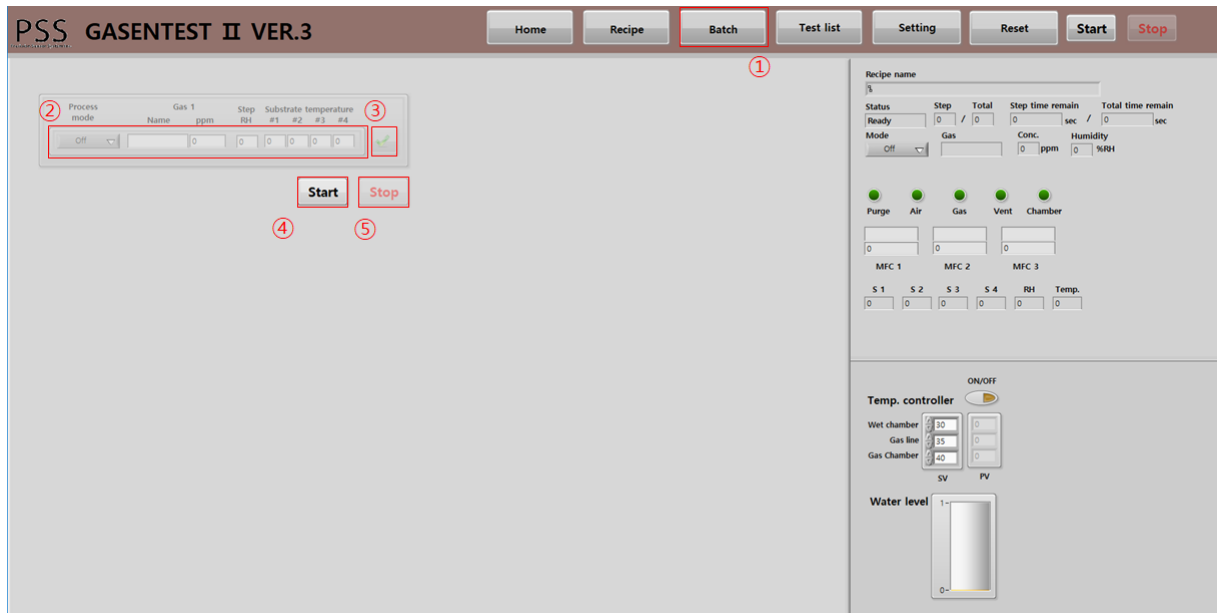 PSS GASENTEST II VER.3
Home Recipe Batch Test list Setting Reset Start Stop
①
② Process mode Gas 1 Name ppm Step RH Substrate temperature #1 #2 #3 #4 ③
Off 0 0 0 0 0 0
Start Stop
④ ⑤
Recipe name
%
Status Step Total Step time remain Total time remain
Ready 0 / 0 0 sec / 0 sec
Mode Gas Conc. Humidity
Off 0 ppm 0 %RH
Purge Air Gas Vent Chamber
0 0 0
MFC 1 MFC 2 MFC 3
S 1 S 2 S 3 S 4 RH Temp.
0 0 0 0 0 0
ON/OFF
Temp. controller
Wet chamber 30 0
Gas line 35 0
Gas Chamber 40 0
SV PV
Water level
1
0